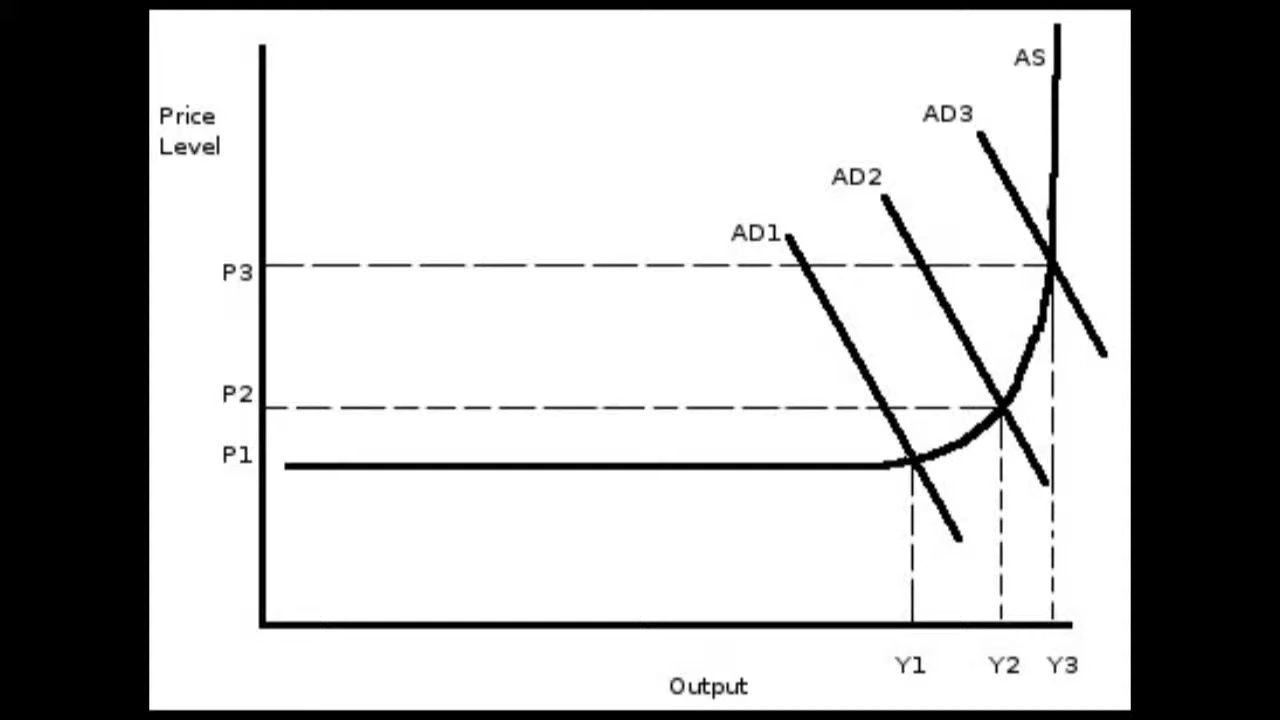 AS
AD3
Price
Level
AD2
AD1
P3
P2
P1
Y1 Y2 Y3
Output